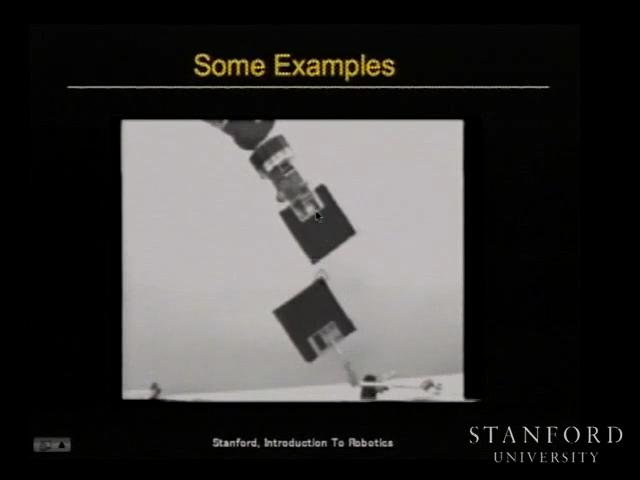 Some Examples
Stanford, Introduction To Robotics
STANFORD
UNIVERSITY